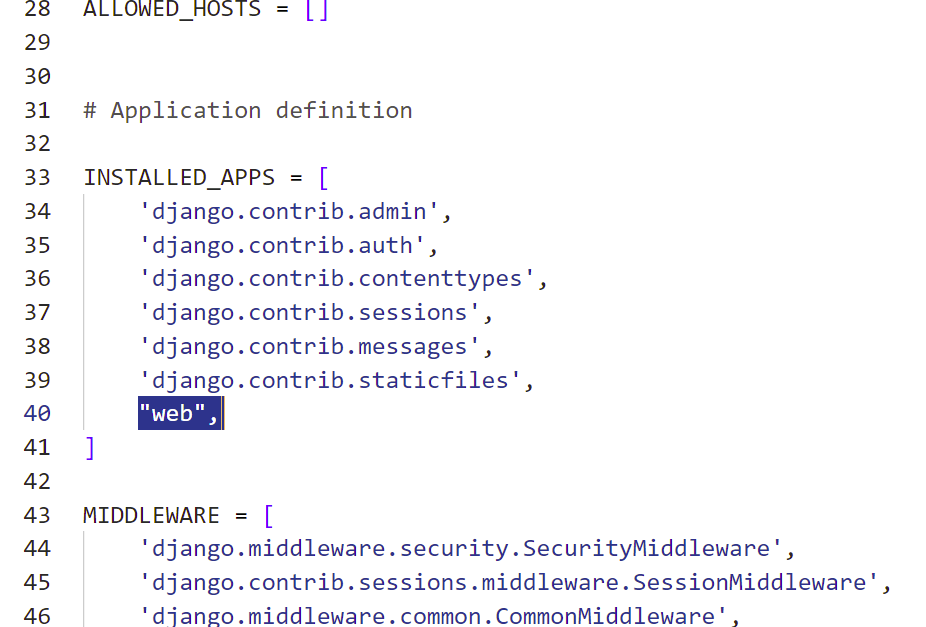 28 ALLOWED_HOSTS = []
29
30
31 # Application definition
32
33 INSTALLED_APPS = [
34 'django.contrib.admin',
35 'django.contrib.auth',
36 'django.contrib.contenttypes',
37 'django.contrib.sessions',
38 'django.contrib.messages',
39 'django.contrib.staticfiles',
40 "web",
41 ]
42
43 MIDDLEWARE = [
44 'django.middleware.security.SecurityMiddleware',
45 'django.contrib.sessions.middleware.SessionMiddleware',
46 'django.middleware.common.CommonMiddleware',